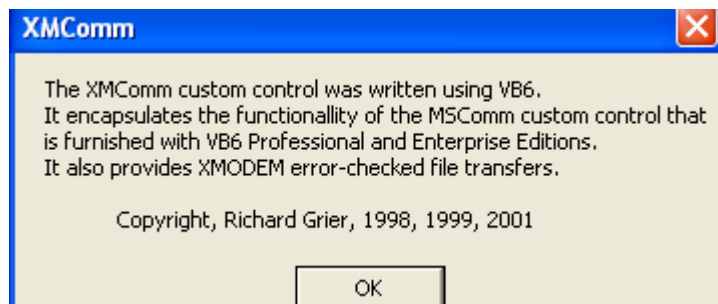 XMComm
The XMComm custom control was written using VB6.
It encapsulates the functionallity of the MSComm custom control that
is furnished with VB6 Professional and Enterprise Editions.
It also provides XMODEM error-checked file transfers.
Copyright, Richard Grier, 1998, 1999, 2001
OK